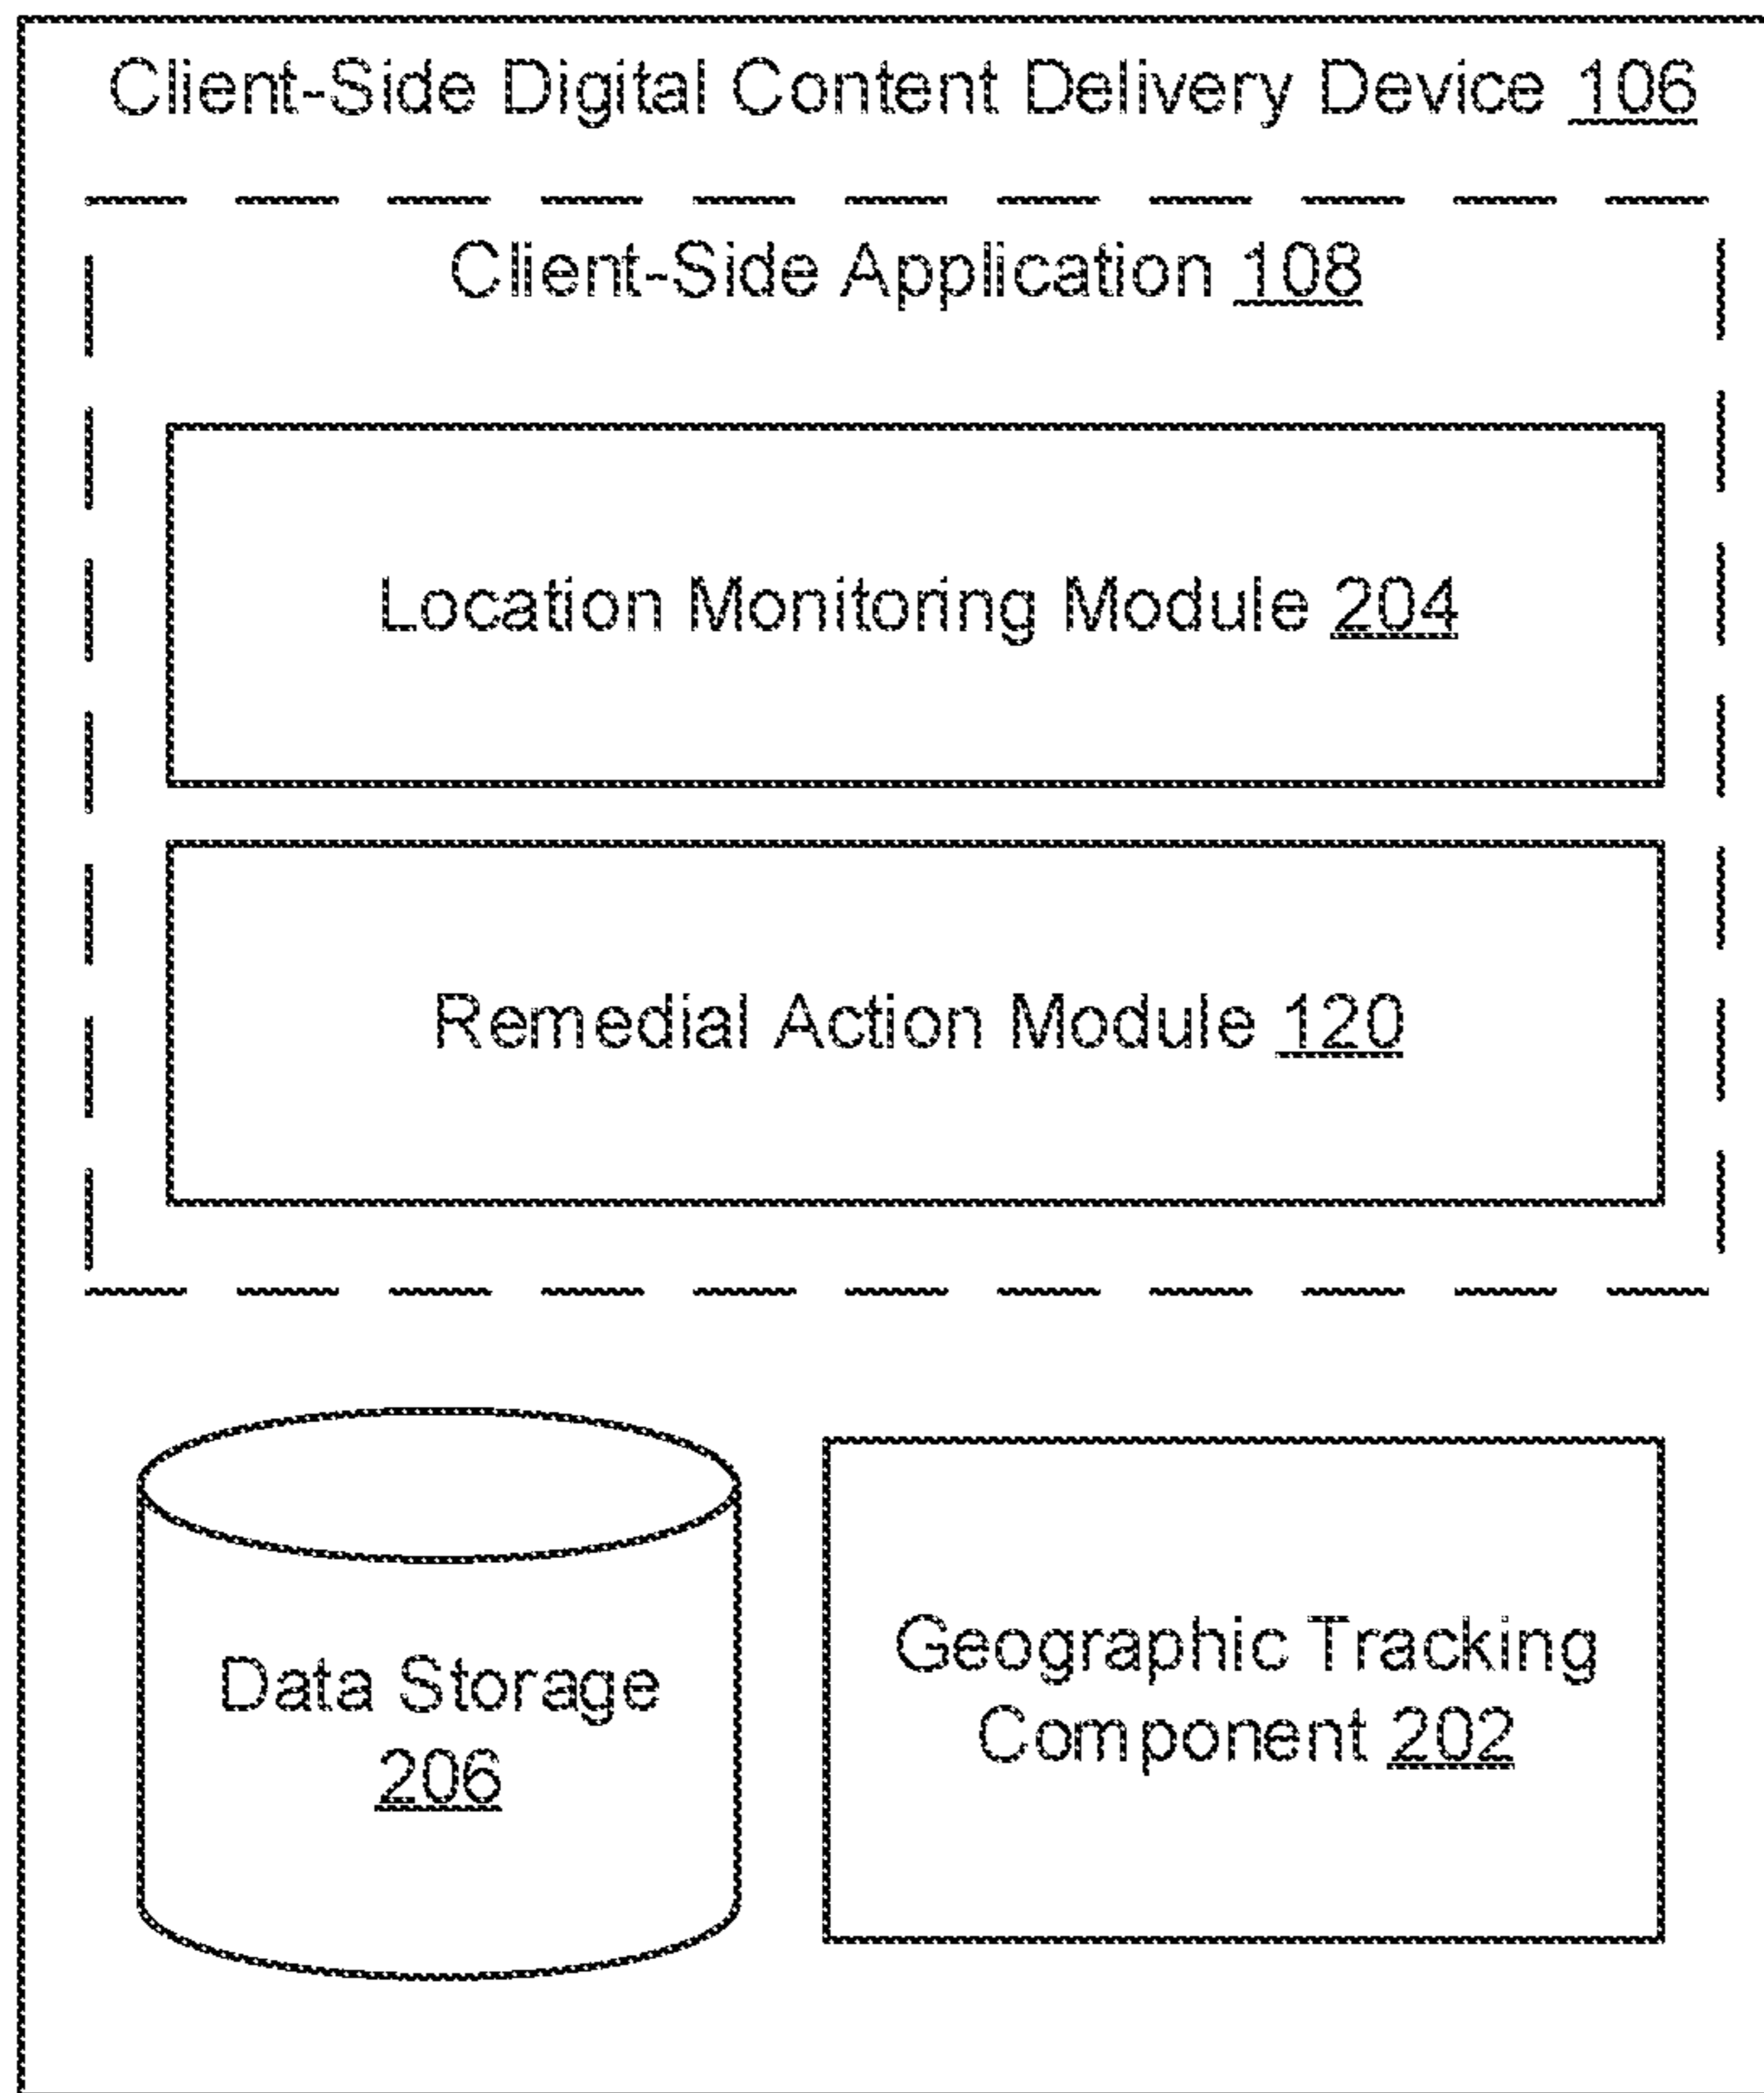 Client-Side Digital Content Delivery Device 106
Client-Side Application 108
Location Monitoring Module 204
Remedial Action Module 120
Data Storage
206
Geographic Tracking
Component 202